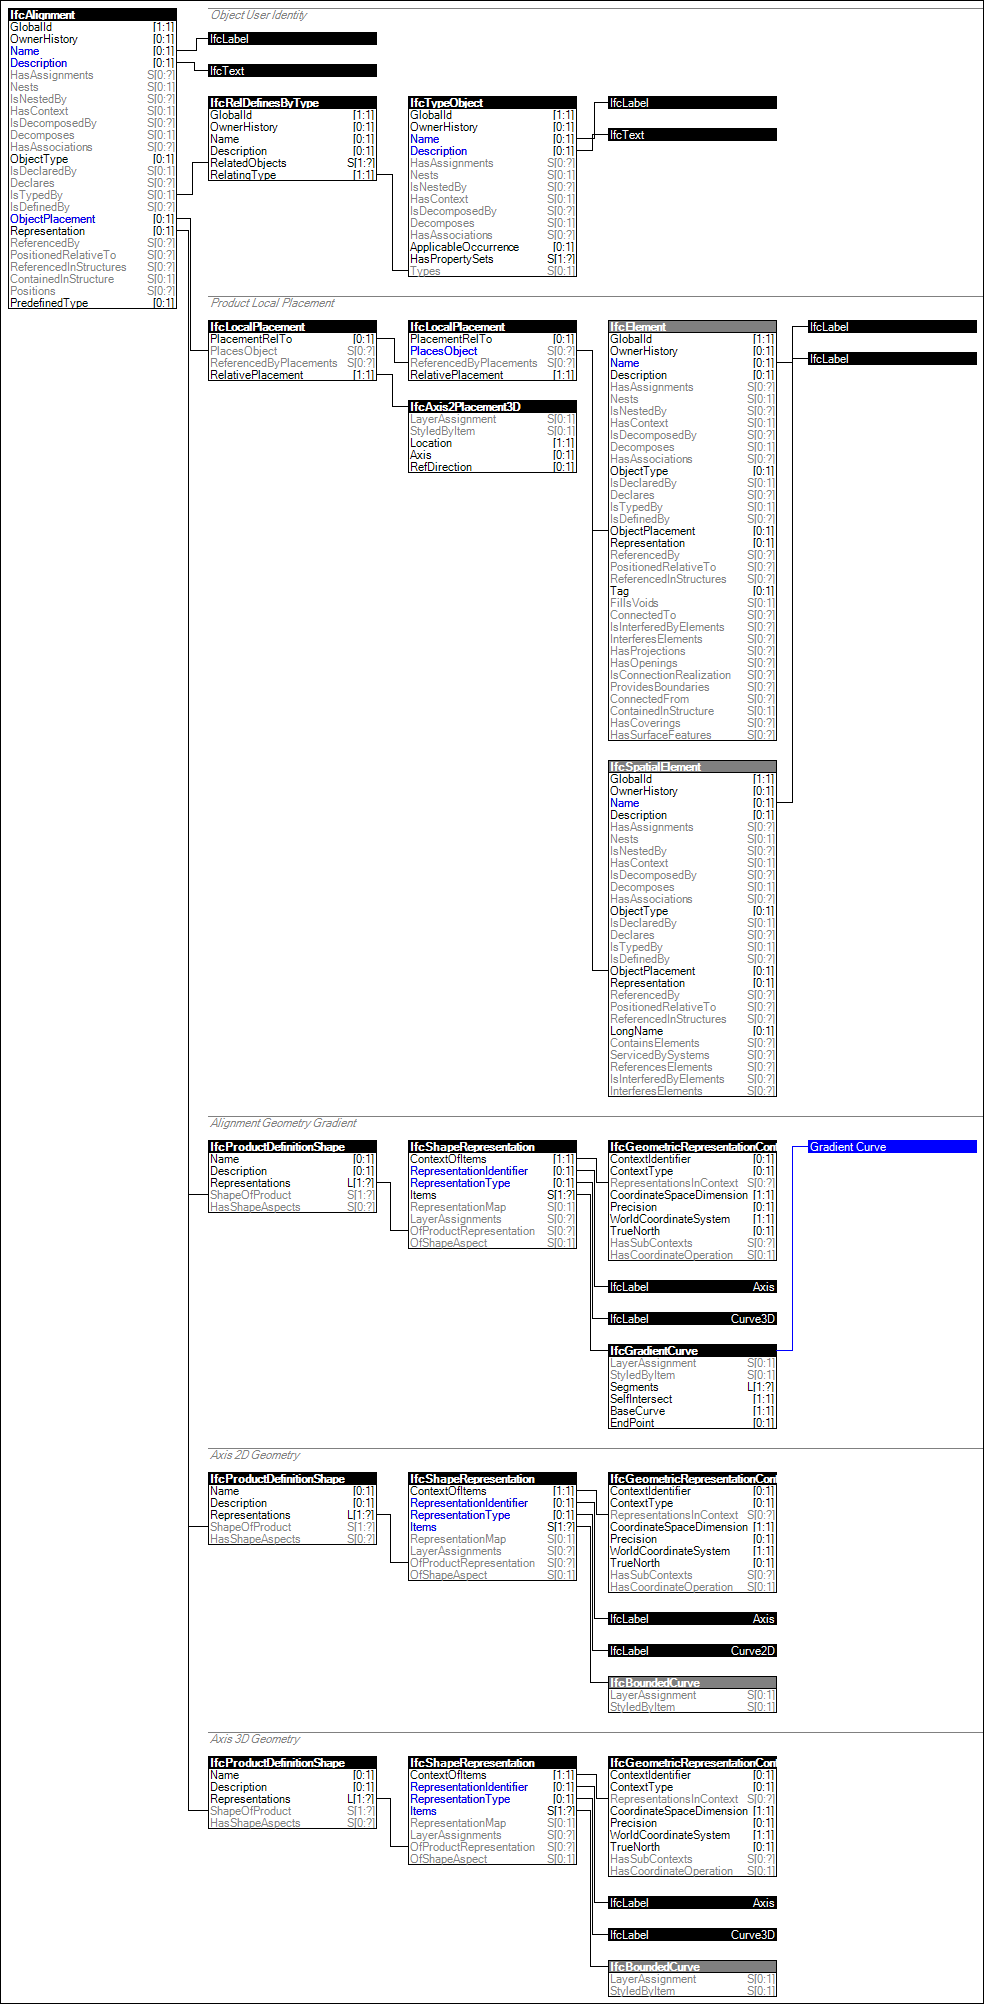 IfcAlignment
GlobalId [1:1]
OwnerHistory [0:1]
Name [0:1]
Description [0:1]
HasAssignments S[0:?]
Nests S[0:1]
IsNestedBy S[0:?]
HasContext S[0:1]
IsDecomposedBy S[0:?]
Decomposes S[0:1]
HasAssociations S[0:?]
ObjectType [0:1]
IsDeclaredBy S[0:1]
Declares S[0:?]
IsTypedBy S[0:1]
IsDefinedBy S[0:?]
ObjectPlacement [0:1]
Representation [0:1]
ReferencedBy S[0:?]
PositionedRelativeTo S[0:?]
ReferencedInStructures S[0:?]
ContainedInStructure S[0:1]
Positions S[0:?]
PredefinedType [0:1]
Object User Identity
IfcLabel
IfcText
IfcRelDefinesByType
GlobalId [1:1]
OwnerHistory [0:1]
Name [0:1]
Description [0:1]
RelatedObjects S[1:?]
RelatingType [1:1]
IfcTypeObject
GlobalId [1:1]
OwnerHistory [0:1]
Name [0:1]
Description [0:1]
HasAssignments S[0:?]
Nests S[0:1]
IsNestedBy S[0:?]
HasContext S[0:1]
IsDecomposedBy S[0:?]
Decomposes S[0:1]
HasAssociations S[0:?]
ApplicableOccurrence [0:1]
HasPropertySets S[1:?]
Types S[0:1]
IfcLabel
IfcText
Product Local Placement
IfcLocalPlacement
PlacementRelTo [0:1]
PlacesObject S[0:?]
ReferencedByPlacements S[0:?]
RelativePlacement [1:1]
IfcLocalPlacement
PlacementRelTo [0:1]
PlacesObject S[0:?]
ReferencedByPlacements S[0:?]
RelativePlacement [1:1]
IfcAxis2Placement3D
LayerAssignment S[0:1]
StyledByItem S[0:1]
Location [1:1]
Axis [0:1]
RefDirection [0:1]
IfcElement
GlobalId [1:1]
OwnerHistory [0:1]
Name [0:1]
Description [0:1]
HasAssignments S[0:?]
Nests S[0:1]
IsNestedBy S[0:?]
HasContext S[0:1]
IsDecomposedBy S[0:?]
Decomposes S[0:1]
HasAssociations S[0:?]
ObjectType [0:1]
IsDeclaredBy S[0:1]
Declares S[0:?]
IsTypedBy S[0:1]
IsDefinedBy S[0:?]
ObjectPlacement [0:1]
Representation [0:1]
ReferencedBy S[0:?]
PositionedRelativeTo S[0:?]
ReferencedInStructures S[0:?]
Tag [0:1]
FillsVoids S[0:1]
ConnectedTo S[0:?]
IsInterferedByElements S[0:?]
InterferesElements S[0:?]
HasProjections S[0:?]
HasOpenings S[0:?]
IsConnectionRealization S[0:?]
ProvidesBoundaries S[0:?]
ConnectedFrom S[0:?]
ContainedInStructure S[0:1]
HasCoverings S[0:?]
HasSurfaceFeatures S[0:?]
IfcLabel
IfcLabel
IfcSpatialElement
GlobalId [1:1]
OwnerHistory [0:1]
Name [0:1]
Description [0:1]
HasAssignments S[0:?]
Nests S[0:1]
IsNestedBy S[0:?]
HasContext S[0:1]
IsDecomposedBy S[0:?]
Decomposes S[0:1]
HasAssociations S[0:?]
ObjectType [0:1]
IsDeclaredBy S[0:1]
Declares S[0:?]
IsTypedBy S[0:1]
IsDefinedBy S[0:?]
ObjectPlacement [0:1]
Representation [0:1]
ReferencedBy S[0:?]
PositionedRelativeTo S[0:?]
ReferencedInStructures S[0:?]
LongName [0:1]
ContainsElements S[0:?]
ServicedBySystems S[0:?]
ReferencesElements S[0:?]
IsInterferedByElements S[0:?]
InterferesElements S[0:?]
Alignment Geometry Gradient
IfcProductDefinitionShape
Name [0:1]
Description [0:1]
Representations L[1:?]
ShapeOfProduct S[1:?]
HasShapeAspects S[0:?]
IfcShapeRepresentation
ContextOfItems [1:1]
RepresentationIdentifier [0:1]
RepresentationType [0:1]
Items S[1:?]
RepresentationMap S[0:1]
LayerAssignments S[0:?]
OfProductRepresentation S[0:?]
OfShapeAspect S[0:1]
IfcGeometricRepresentationCont
ContextIdentifier [0:1]
ContextType [0:1]
RepresentationsInContext S[0:?]
CoordinateSpaceDimension [1:1]
Precision [0:1]
WorldCoordinateSystem [1:1]
TrueNorth [0:1]
HasSubContexts S[0:?]
HasCoordinateOperation S[0:1]
IfcLabel Axis
IfcLabel Curve3D
IfcGradientCurve
LayerAssignment S[0:1]
StyledByItem S[0:1]
Segments L[1:?]
SelfIntersect [1:1]
BaseCurve [1:1]
EndPoint [0:1]
Gradient Curve
Axis 2D Geometry
IfcProductDefinitionShape
Name [0:1]
Description [0:1]
Representations L[1:?]
ShapeOfProduct S[1:?]
HasShapeAspects S[0:?]
IfcShapeRepresentation
ContextOfItems [1:1]
RepresentationIdentifier [0:1]
RepresentationType [0:1]
Items S[1:?]
RepresentationMap S[0:1]
LayerAssignments S[0:?]
OfProductRepresentation S[0:?]
OfShapeAspect S[0:1]
IfcGeometricRepresentationCont
ContextIdentifier [0:1]
ContextType [0:1]
RepresentationsInContext S[0:?]
CoordinateSpaceDimension [1:1]
Precision [0:1]
WorldCoordinateSystem [1:1]
TrueNorth [0:1]
HasSubContexts S[0:?]
HasCoordinateOperation S[0:1]
IfcLabel Axis
IfcLabel Curve2D
IfcBoundedCurve
LayerAssignment S[0:1]
StyledByItem S[0:1]
Axis 3D Geometry
IfcProductDefinitionShape
Name [0:1]
Description [0:1]
Representations L[1:?]
ShapeOfProduct S[1:?]
HasShapeAspects S[0:?]
IfcShapeRepresentation
ContextOfItems [1:1]
RepresentationIdentifier [0:1]
RepresentationType [0:1]
Items S[1:?]
RepresentationMap S[0:1]
LayerAssignments S[0:?]
OfProductRepresentation S[0:?]
OfShapeAspect S[0:1]
IfcGeometricRepresentationCont
ContextIdentifier [0:1]
ContextType [0:1]
RepresentationsInContext S[0:?]
CoordinateSpaceDimension [1:1]
Precision [0:1]
WorldCoordinateSystem [1:1]
TrueNorth [0:1]
HasSubContexts S[0:?]
HasCoordinateOperation S[0:1]
IfcLabel Axis
IfcLabel Curve3D
IfcBoundedCurve
LayerAssignment S[0:1]
StyledByItem S[0:1]